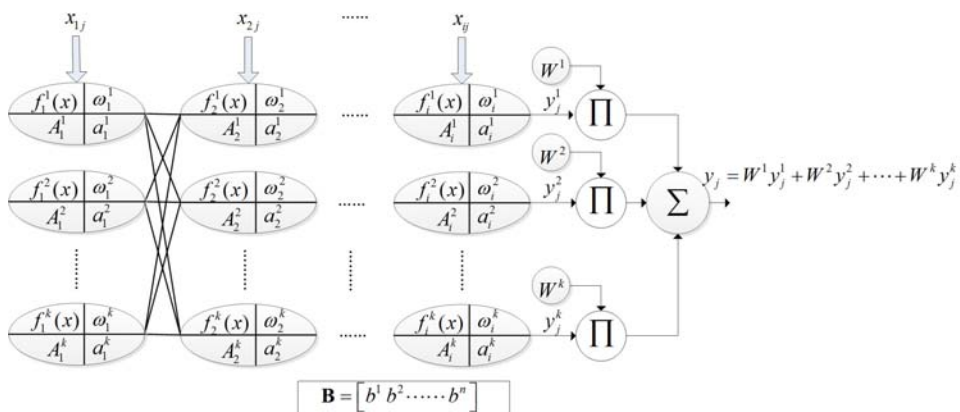 x_{1j} x_{2j} ...... x_{ij}
f_1^1(x) ω_1^1 f_2^1(x) ω_2^1 f_i^1(x) ω_i^1 W^1
A_1^1 a_1^1 A_2^1 a_2^1 ...... A_i^1 a_i^1 y_j^1 ∏
f_1^2(x) ω_1^2 f_2^2(x) ω_2^2 f_i^2(x) ω_i^2 W^2
A_1^2 a_1^2 A_2^2 a_2^2 ...... A_i^2 a_i^2 y_j^2 ∏ ∑ y_j = W^1 y_j^1 + W^2 y_j^2 + ⋯ + W^k y_j^k
f_1^k(x) ω_1^k f_2^k(x) ω_2^k f_i^k(x) ω_i^k W^k
A_1^k a_1^k A_2^k a_2^k ...... A_i^k a_i^k y_j^k ∏
B = [b^1 b^2 ...... b^n]